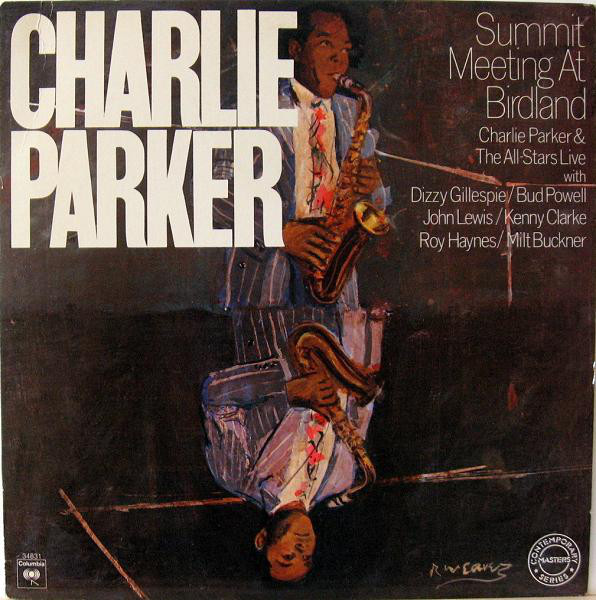 CHARLIE
PARKER
Summit
Meeting At
Birdland
Charlie Parker &
The All-Stars Live
with
Dizzy Gillespie/Bud Powell
John Lewis/Kenny Clarke
Roy Haynes/Milt Buckner
34831
Columbia
CONTEMPORARY
MASTERS
SERIES